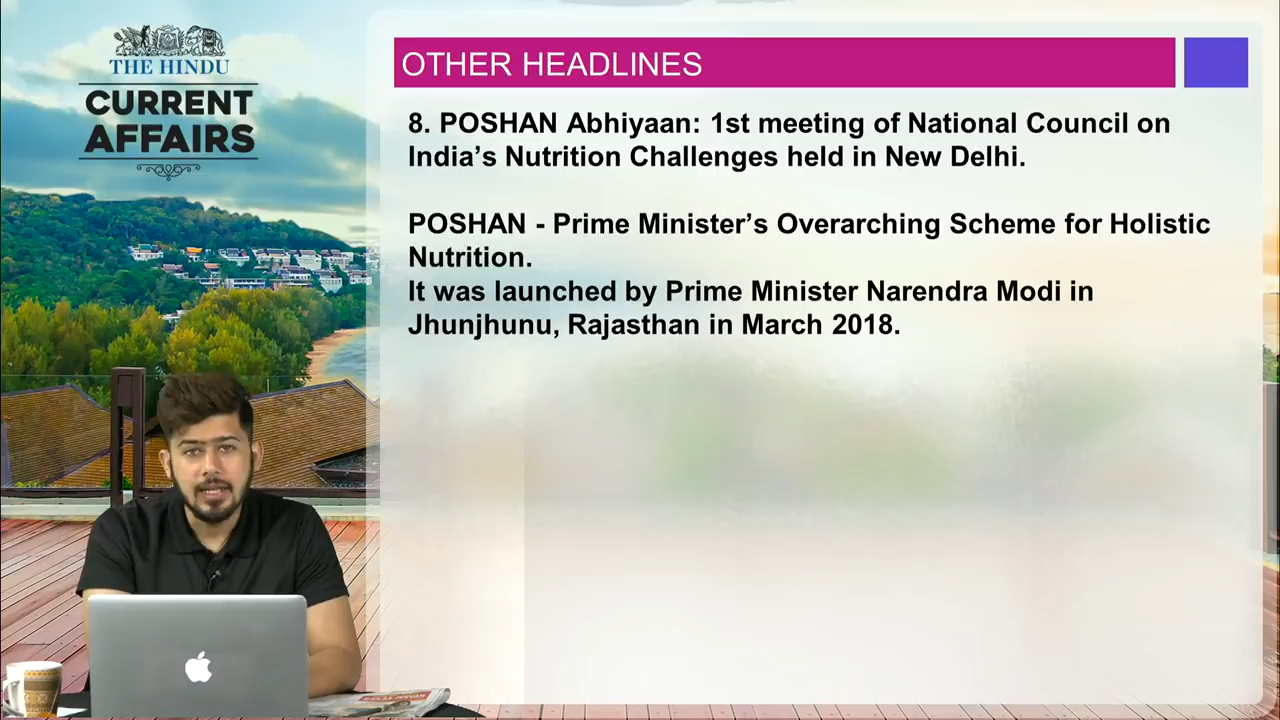 THE HINDU
CURRENT
AFFAIRS
OTHER HEADLINES
8. POSHAN Abhiyaan: 1st meeting of National Council on
India’s Nutrition Challenges held in New Delhi.
POSHAN - Prime Minister’s Overarching Scheme for Holistic
Nutrition.
It was launched by Prime Minister Narendra Modi in
Jhunjhunu, Rajasthan in March 2018.